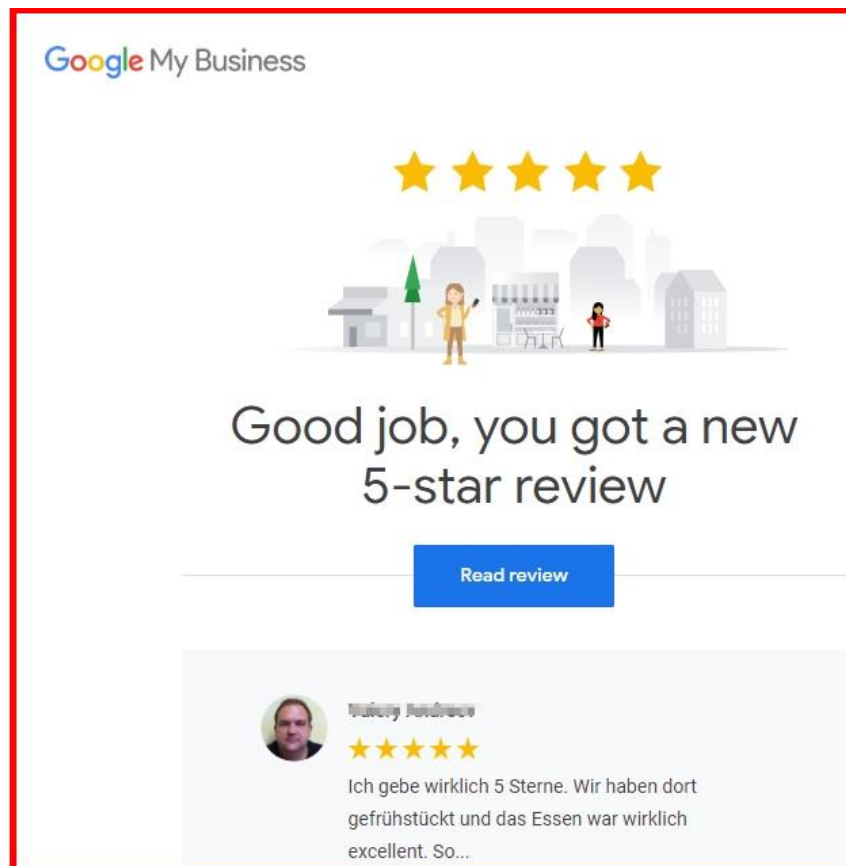 Google My Business
Good job, you got a new
5-star review
Read review
Ich gebe wirklich 5 Sterne. Wir haben dort
gefrühstückt und das Essen war wirklich
excellent. So...